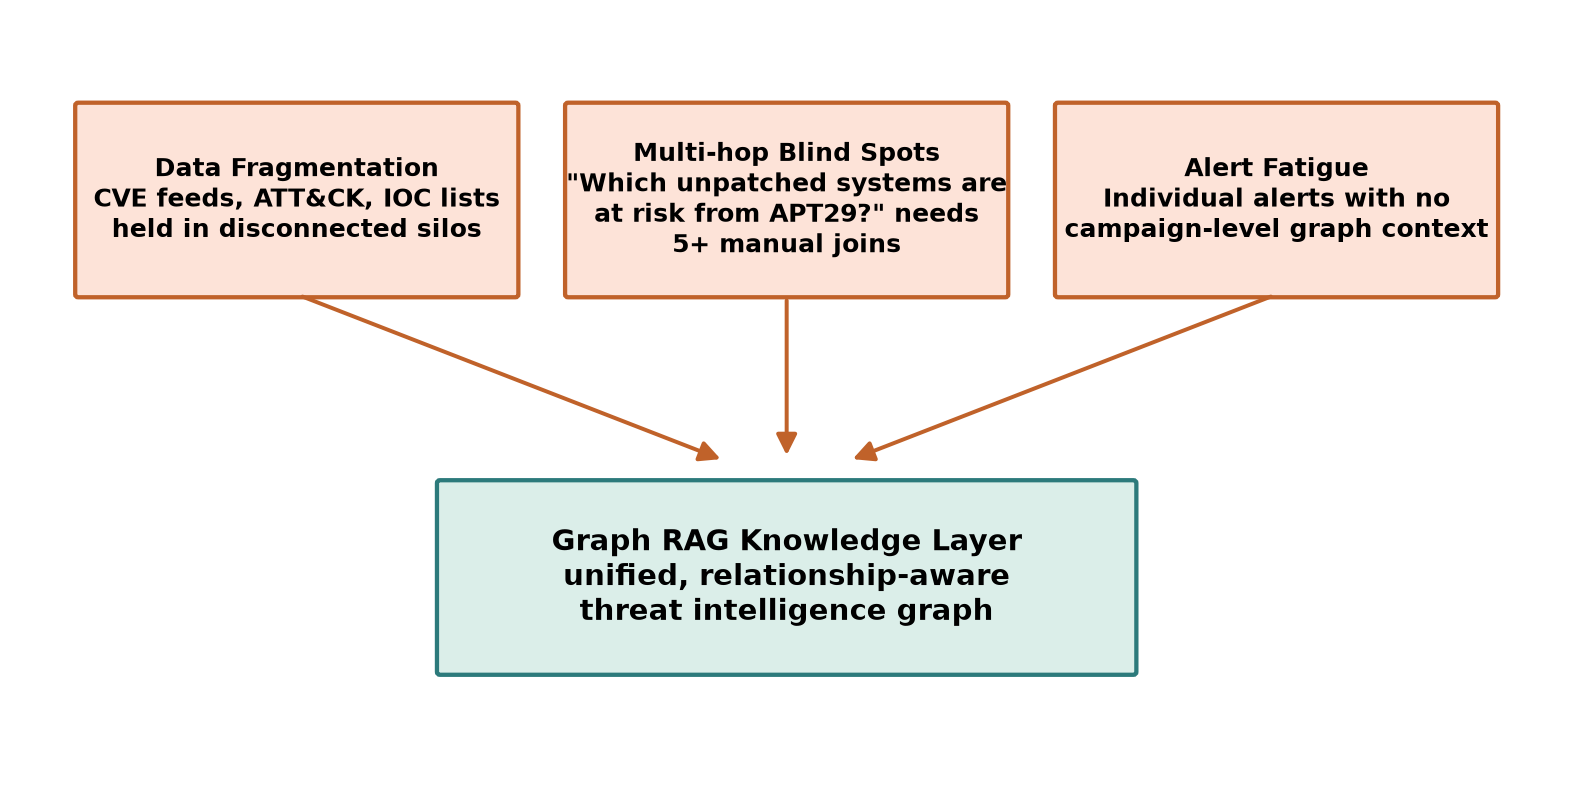 Data Fragmentation
CVE feeds, ATT&CK, IOC lists
held in disconnected silos
Multi-hop Blind Spots
"Which unpatched systems are
at risk from APT29?" needs
5+ manual joins
Alert Fatigue
Individual alerts with no
campaign-level graph context
Graph RAG Knowledge Layer
unified, relationship-aware
threat intelligence graph